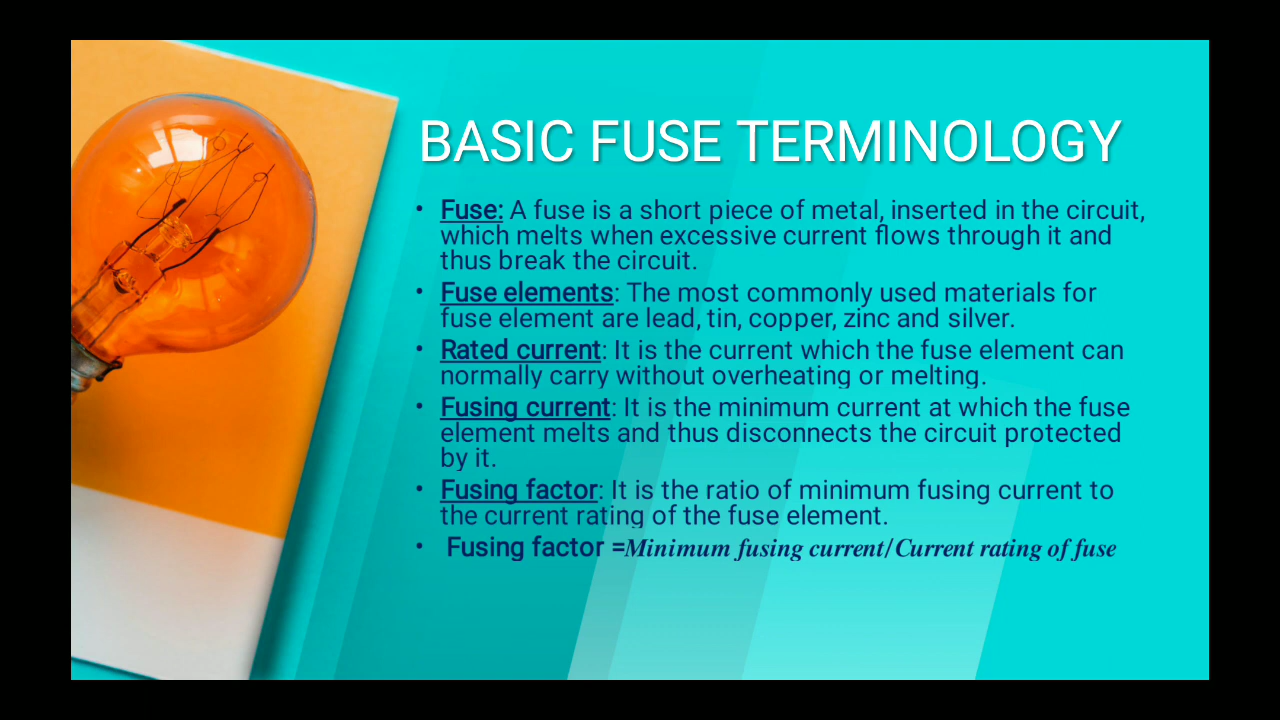 BASIC FUSE TERMINOLOGY
• Fuse: A fuse is a short piece of metal, inserted in the circuit,
which melts when excessive current flows through it and
thus break the circuit.
• Fuse elements: The most commonly used materials for
fuse element are lead, tin, copper, zinc and silver.
• Rated current: It is the current which the fuse element can
normally carry without overheating or melting.
• Fusing current: It is the minimum current at which the fuse
element melts and thus disconnects the circuit protected
by it.
• Fusing factor: It is the ratio of minimum fusing current to
the current rating of the fuse element.
• Fusing factor =Minimum fusing current/Current rating of fuse